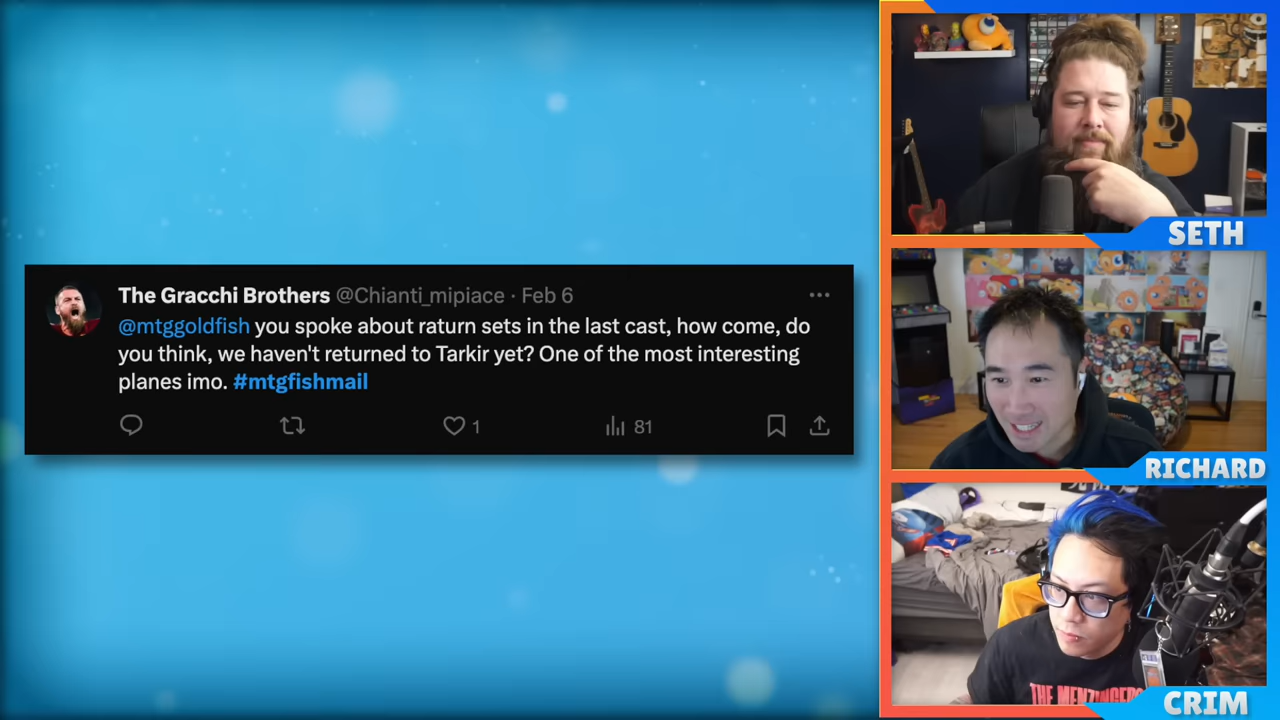 The Gracchi Brothers @Chianti_mipiace · Feb 6
@mtggoldfish you spoke about raturn sets in the last cast, how come, do
you think, we haven't returned to Tarkir yet? One of the most interesting
planes imo. #mtgfishmail
1
81
SETH
RICHARD
THE MENZINGERS
CRIM